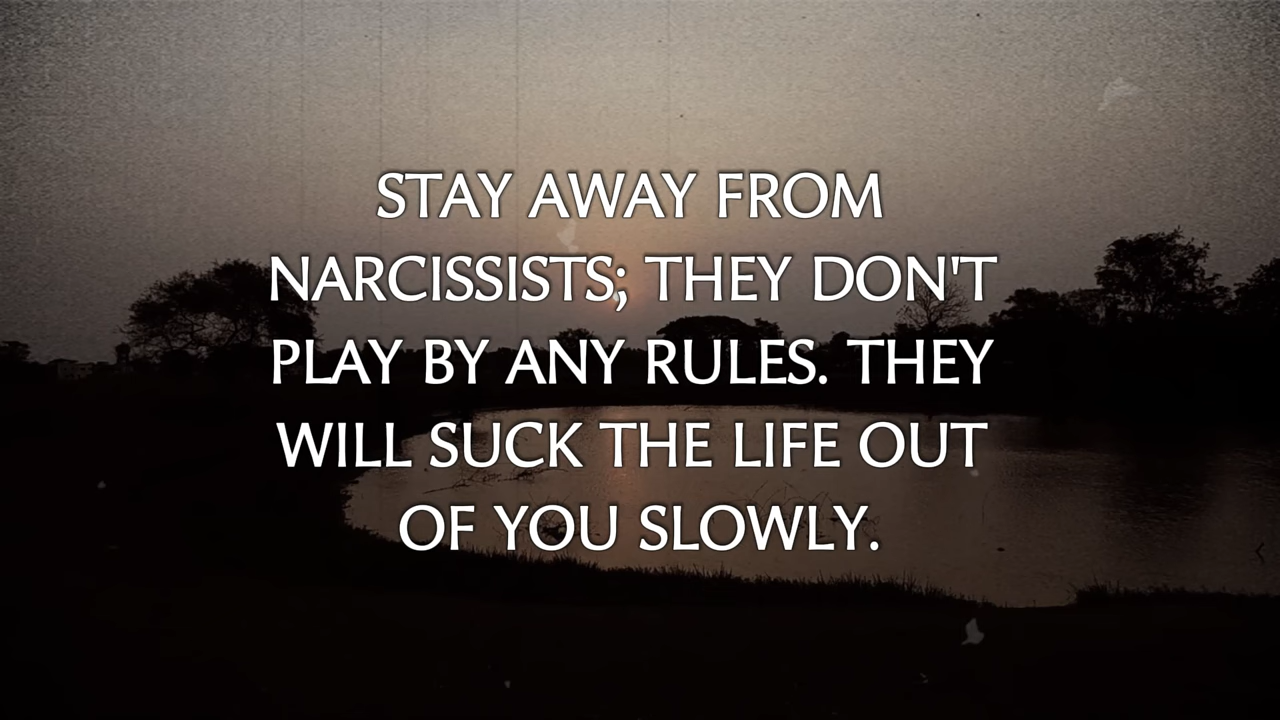 STAY AWAY FROM
NARCISSISTS; THEY DON'T
PLAY BY ANY RULES. THEY
WILL SUCK THE LIFE OUT
OF YOU SLOWLY.